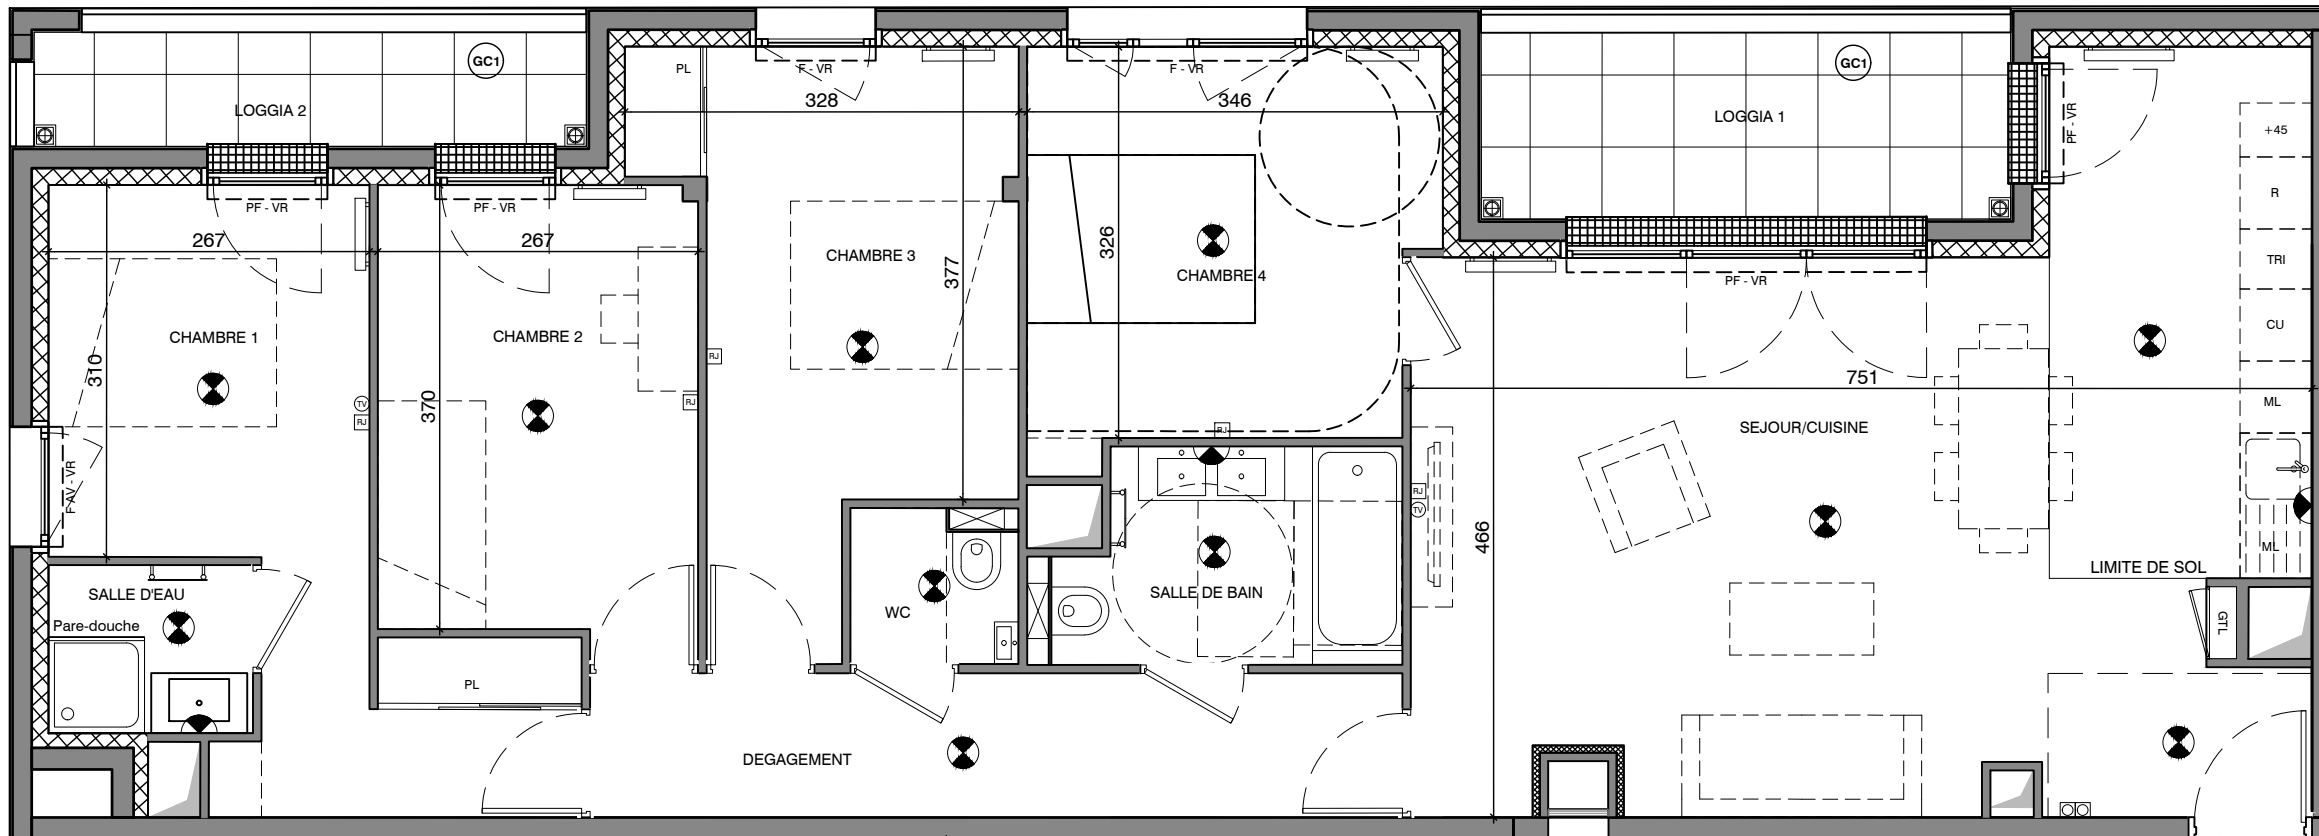 GC1
LOGGIA 2
PL
F - VR
328
F - VR
346
GC1
LOGGIA 1
PF - VR
+45
R
TRI
CU
ML
ML
PF - VR
267
PF - VR
267
CHAMBRE 3
377
326
CHAMBRE 4
PF - VR
CHAMBRE 1
310
CHAMBRE 2
370
RJ
RJ
TV
RJ
RJ
751
SEJOUR/CUISINE
F AV - VR
RJ
TV
466
LIMITE DE SOL
GTL
SALLE D'EAU
Pare-douche
WC
SALLE DE BAIN
PL
DEGAGEMENT